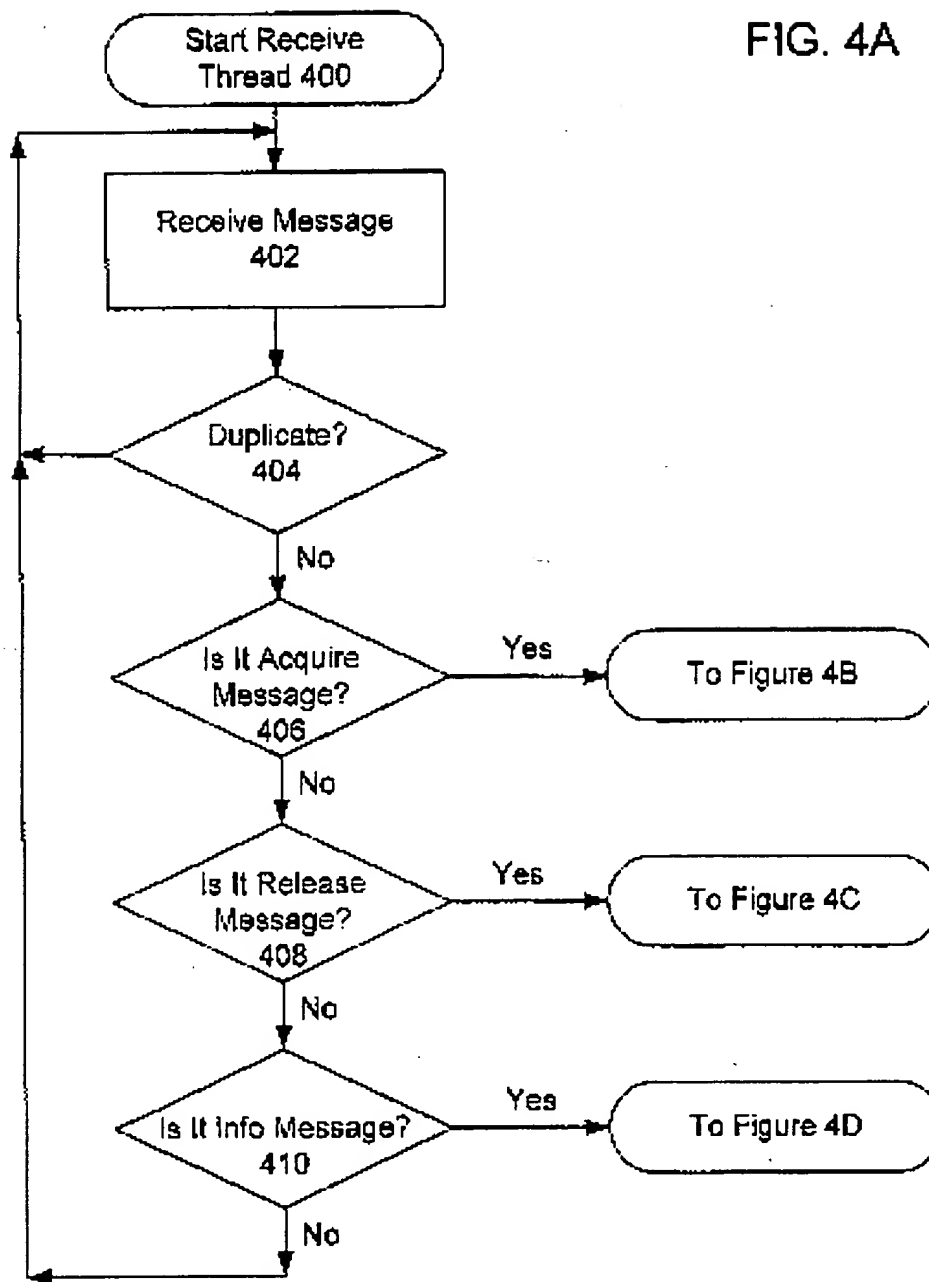 FIG. 4A
Start Receive
Thread 400
Receive Message
402
Duplicate?
404
No
Is It Acquire
Message?
406
Yes
To Figure 4B
No
Is It Release
Message?
408
Yes
To Figure 4C
No
Is It Info Message?
410
Yes
To Figure 4D
No